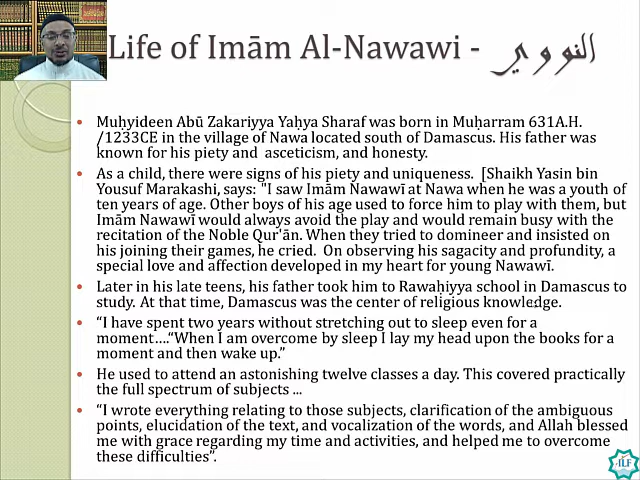 Life of Imām Al-Nawawi - النووي
Muḥyideen Abū Zakariyya Yaḥya Sharaf was born in Muḥarram 631A.H.
/1233CE in the village of Nawa located south of Damascus. His father was
known for his piety and asceticism, and honesty.
As a child, there were signs of his piety and uniqueness. [Shaikh Yasin bin
Yousuf Marakashi, says: "I saw Imām Nawawī at Nawa when he was a youth of
ten years of age. Other boys of his age used to force him to play with them, but
Imām Nawawī would always avoid the play and would remain busy with the
recitation of the Noble Qur'ān. When they tried to domineer and insisted on
his joining their games, he cried. On observing his sagacity and profundity, a
special love and affection developed in my heart for young Nawawī.
Later in his late teens, his father took him to Rawaḥiyya school in Damascus to
study. At that time, Damascus was the center of religious knowledge.
“I have spent two years without stretching out to sleep even for a
moment….“When I am overcome by sleep I lay my head upon the books for a
moment and then wake up.”
He used to attend an astonishing twelve classes a day. This covered practically
the full spectrum of subjects ...
“I wrote everything relating to those subjects, clarification of the ambiguous
points, elucidation of the text, and vocalization of the words, and Allah blessed
me with grace regarding my time and activities, and helped me to overcome
these difficulties”.
ILF